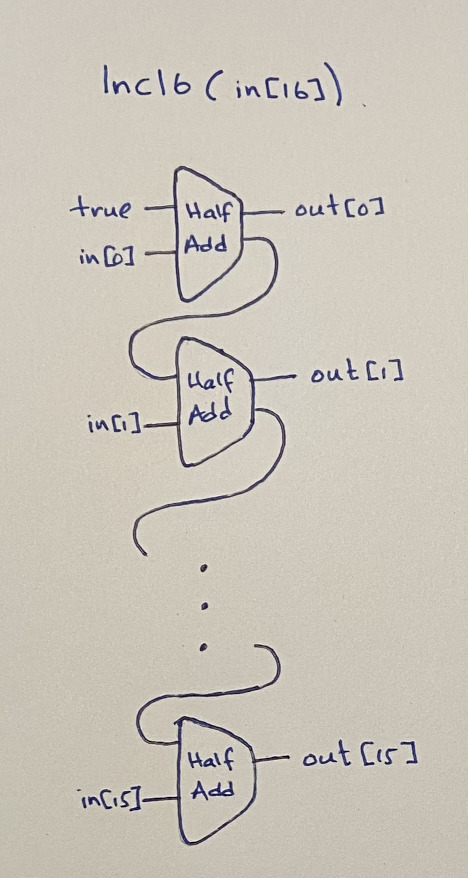 Inc16 (in[16])
true
Half
Add
out[0]
in[0]
Half
Add
out[1]
in[1]
Half
Add
out[15]
in[15]